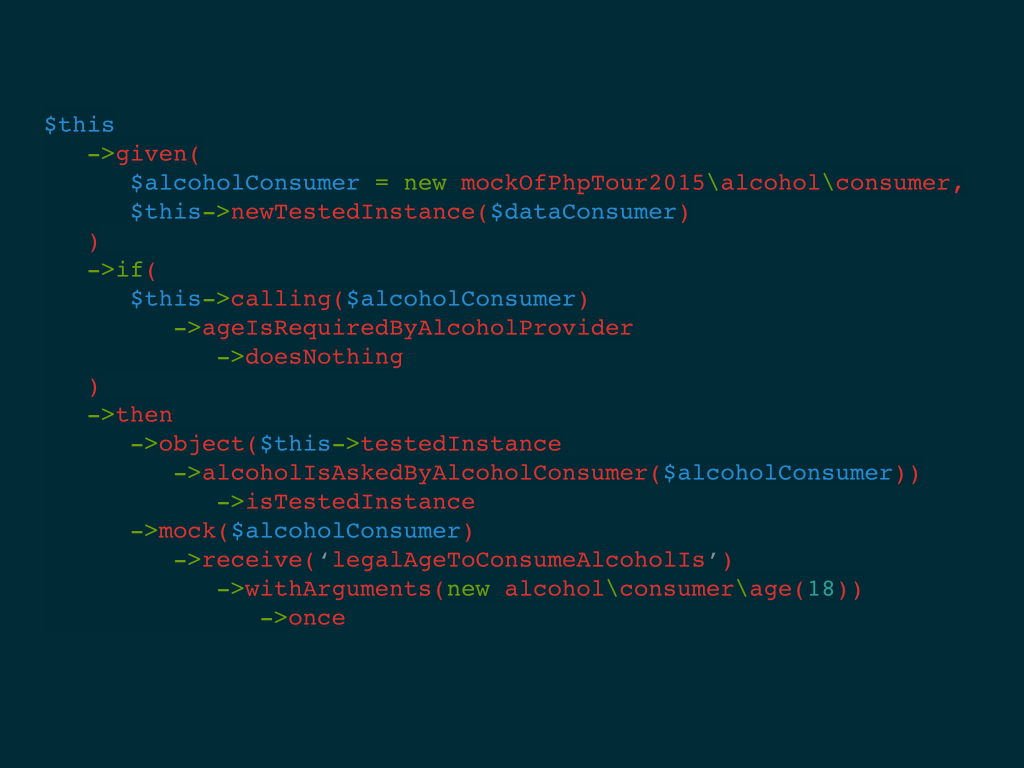 $this
->given(
$alcoholConsumer = new mockOfPhpTour2015\alcohol\consumer,
$this->newTestedInstance($dataConsumer)
)
->if(
$this->calling($alcoholConsumer)
->ageIsRequiredByAlcoholProvider
->doesNothing
)
->then
->object($this->testedInstance
->alcoholIsAskedByAlcoholConsumer($alcoholConsumer))
->isTestedInstance
->mock($alcoholConsumer)
->receive(‘legalAgeToConsumeAlcoholIs’)
->withArguments(new alcohol\consumer\age(18))
->once